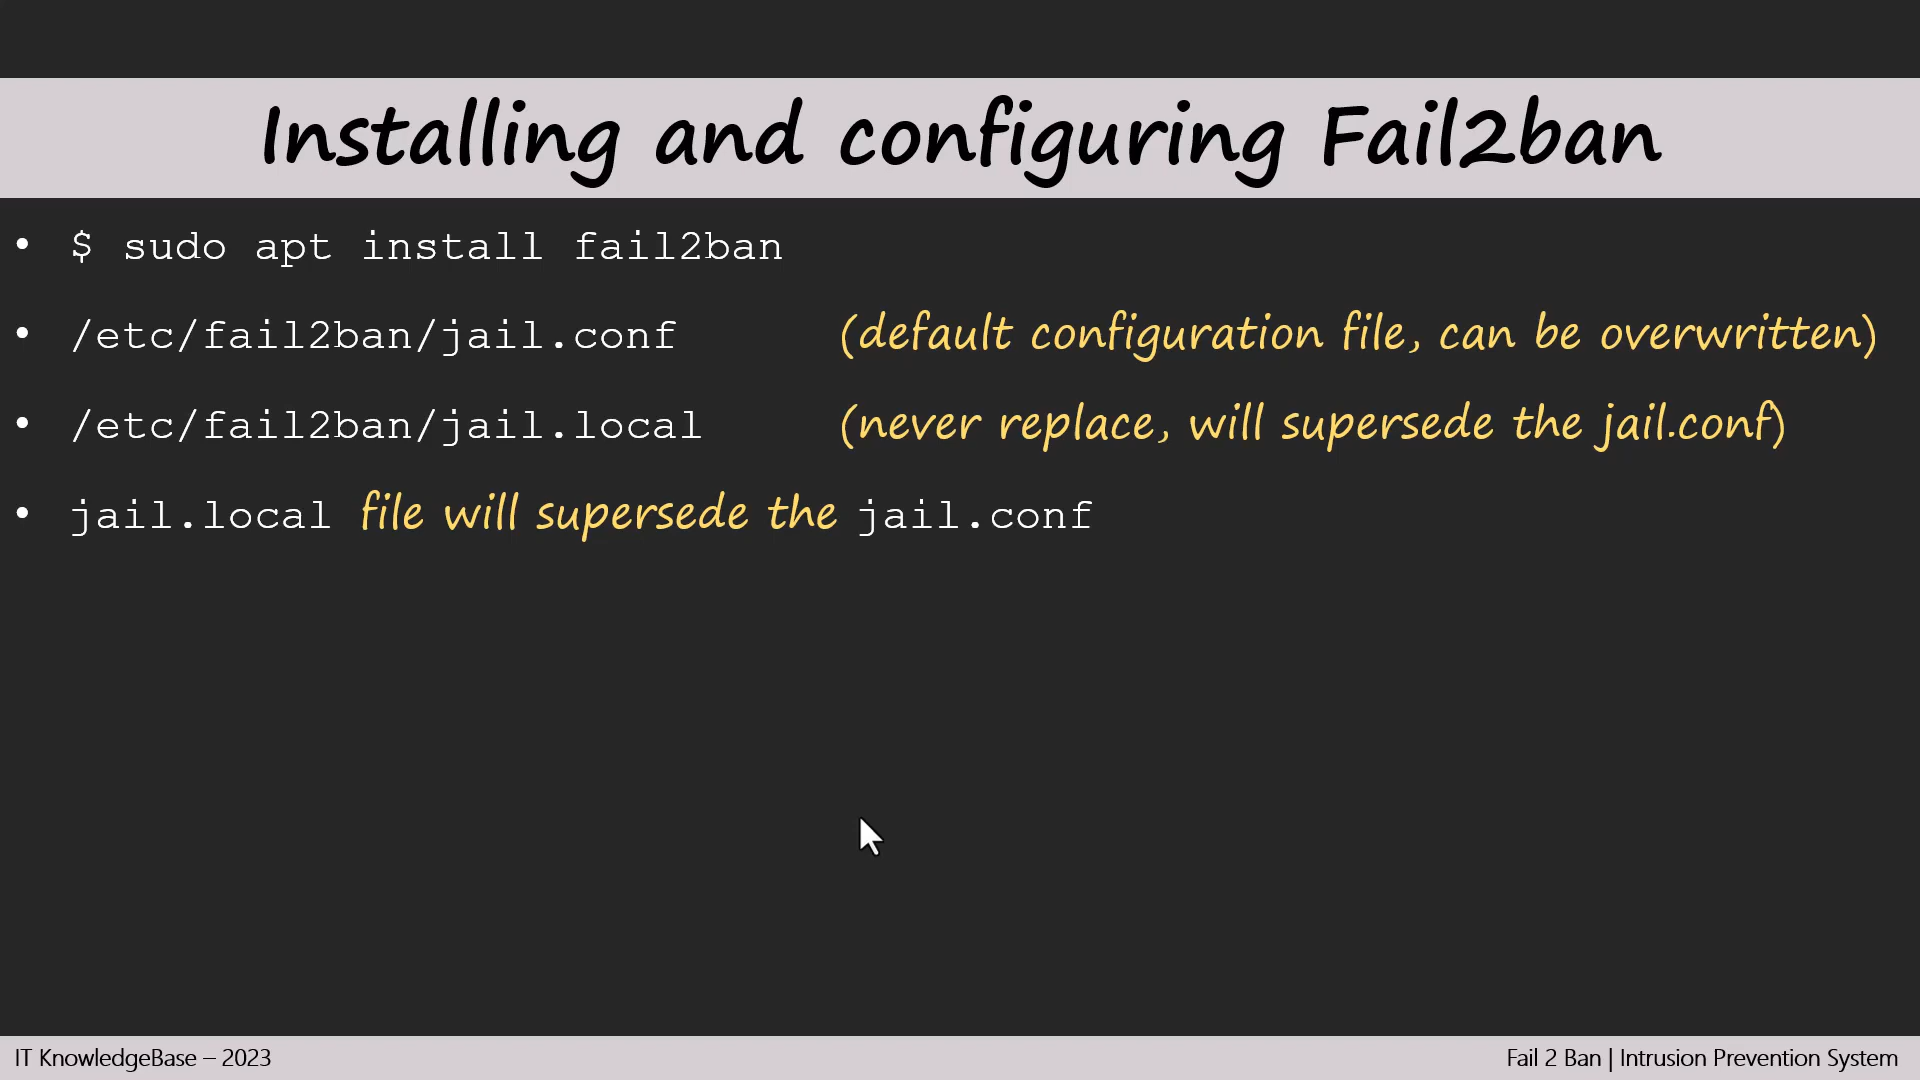 Installing and configuring Fail2ban
• $ sudo apt install fail2ban
• /etc/fail2ban/jail.conf (default configuration file, can be overwritten)
• /etc/fail2ban/jail.local (never replace, will supersede the jail.conf)
• jail.local file will supersede the jail.conf
IT KnowledgeBase – 2023
Fail 2 Ban | Intrusion Prevention System